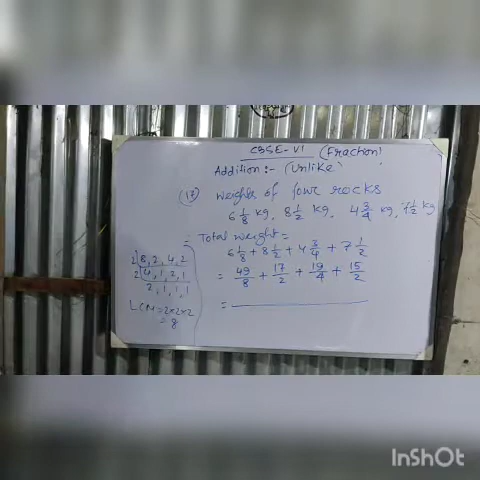 CBSE-VI (Fraction)
Addition:- (Unlike)
(17) weights of four rocks
6 1/8 kg, 8 1/2 kg, 4 3/4 kg, 7 1/2 kg
Total weight =
6 1/8 + 8 1/2 + 4 3/4 + 7 1/2
= 49/8 + 17/2 + 19/4 + 15/2
=
2 | 8, 2, 4, 2
2 | 4, 1, 2, 1
2, 1, 1, 1
LCM = 2×2×2
= 8
InShOt